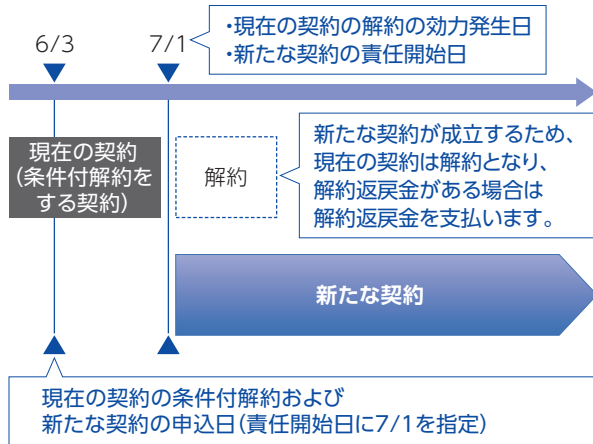 6/3
7/1
・現在の契約の解約の効力発生日
・新たな契約の責任開始日
現在の契約
(条件付解約を
する契約)
解約
新たな契約が成立するため、
現在の契約は解約となり、
解約返戻金がある場合は
解約返戻金を支払います。
新たな契約
現在の契約の条件付解約および
新たな契約の申込日(責任開始日に7/1を指定)